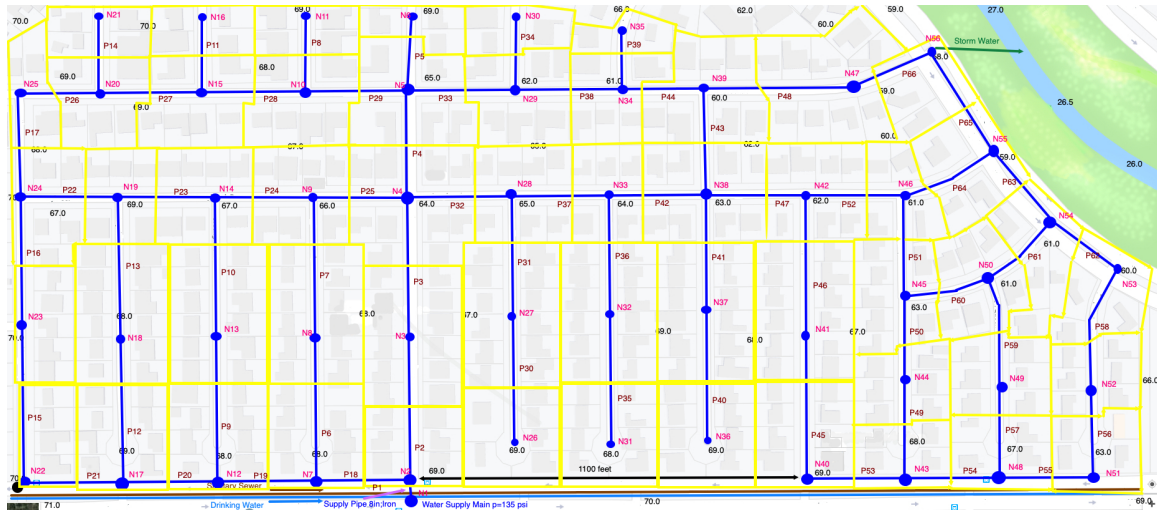 70.0 N21 N16 N11 N6 69.0 N30 66.0 62.0 59.0 27.0
70.0 N35 60.0
P14 P11 P8 P5 P34 P39 N56 Storm Water
58.0
69.0 68.0 65.0 62.0 61.0 N39 N47 P66
N25 N20 N15 N10 N5 N29 N34 60.0 59.0 26.5
P26 P27 69.0 P28 P29 P33 P38 P44 P48
P17 P43 60.0 P65 N55
68.0 67.0 65.0 62.0 59.0 26.0
P4
N24 P22 N19 P23 N14 P24 N9 P25 N4 N28 N33 N38 N42 N46 P64 P63
69.0 67.0 66.0 64.0 P32 65.0 P37 64.0 P42 63.0 P47 62.0 P52 61.0
67.0 N54
61.0
P16 P13 P10 P7 P3 P31 P36 P41 P46 P51 N50 P61 P62 60.0
N45 61.0 N53
63.0 P60
N23 68.0 68.0 N27 N32 N37 P50 P58
N18 N13 N8 N3 67.0 69.0 68.0 N41 67.0
P59
P30 N44 N49 N52 66.0
P15 P12 P9 P6 P2 P35 P40 P45 P49 P57 P56
69.0 68.0 N26 69.0 N31 68.0 N36 69.0 68.0 67.0 63.0
N22 P21 N17 P20 N12 P19 N7 P18 N2 69.0 1100 feet N40 69.0 P53 N43 P54 N48 P55 N51
P1 N1
71.0 Drinking Water Supply Pipe 8in;Iron Water Supply Main p=135 psi 70.0 69.0